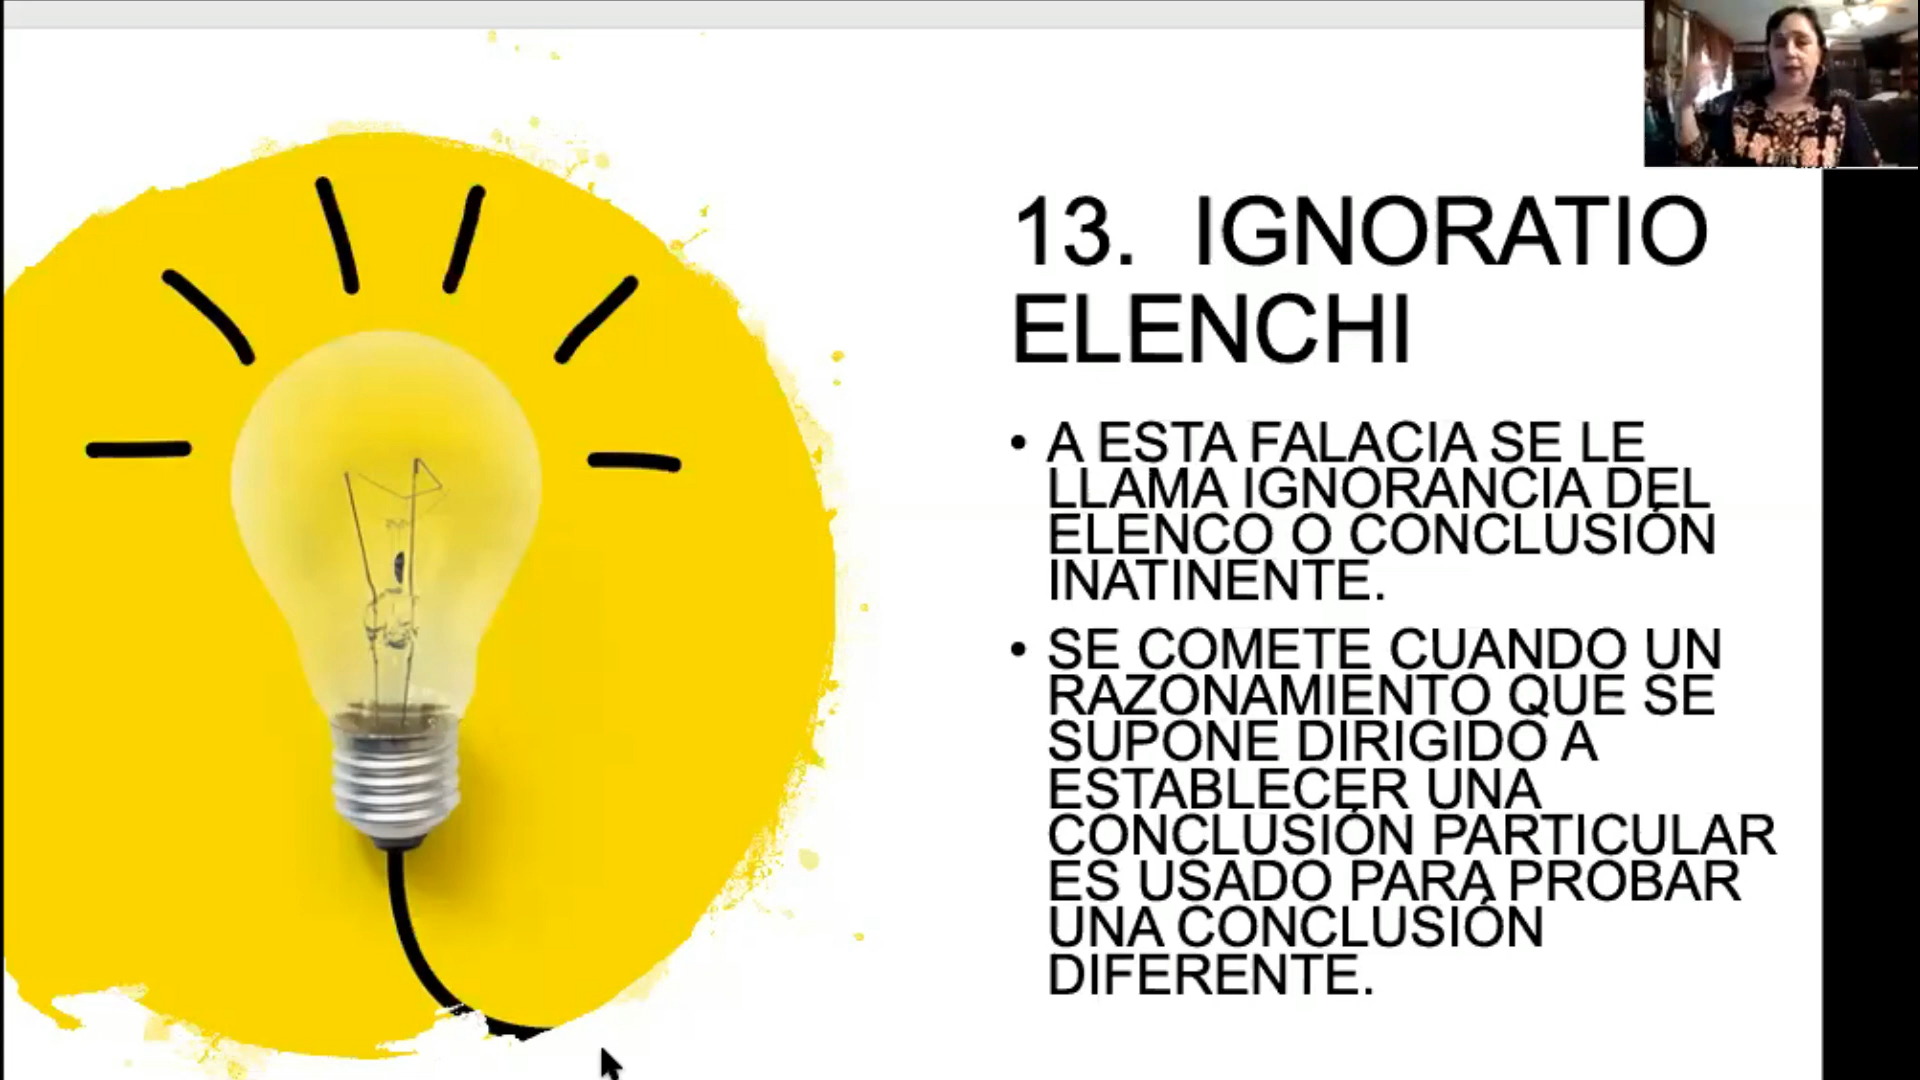 13. IGNORATIO
ELENCHI
• A ESTA FALACIA SE LE
LLAMA IGNORANCIA DEL
ELENCO O CONCLUSIÓN
INATINENTE.
• SE COMETE CUANDO UN
RAZONAMIENTO QUE SE
SUPONE DIRIGIDO A
ESTABLECER UNA
CONCLUSIÓN PARTICULAR
ES USADO PARA PROBAR
UNA CONCLUSIÓN
DIFERENTE.